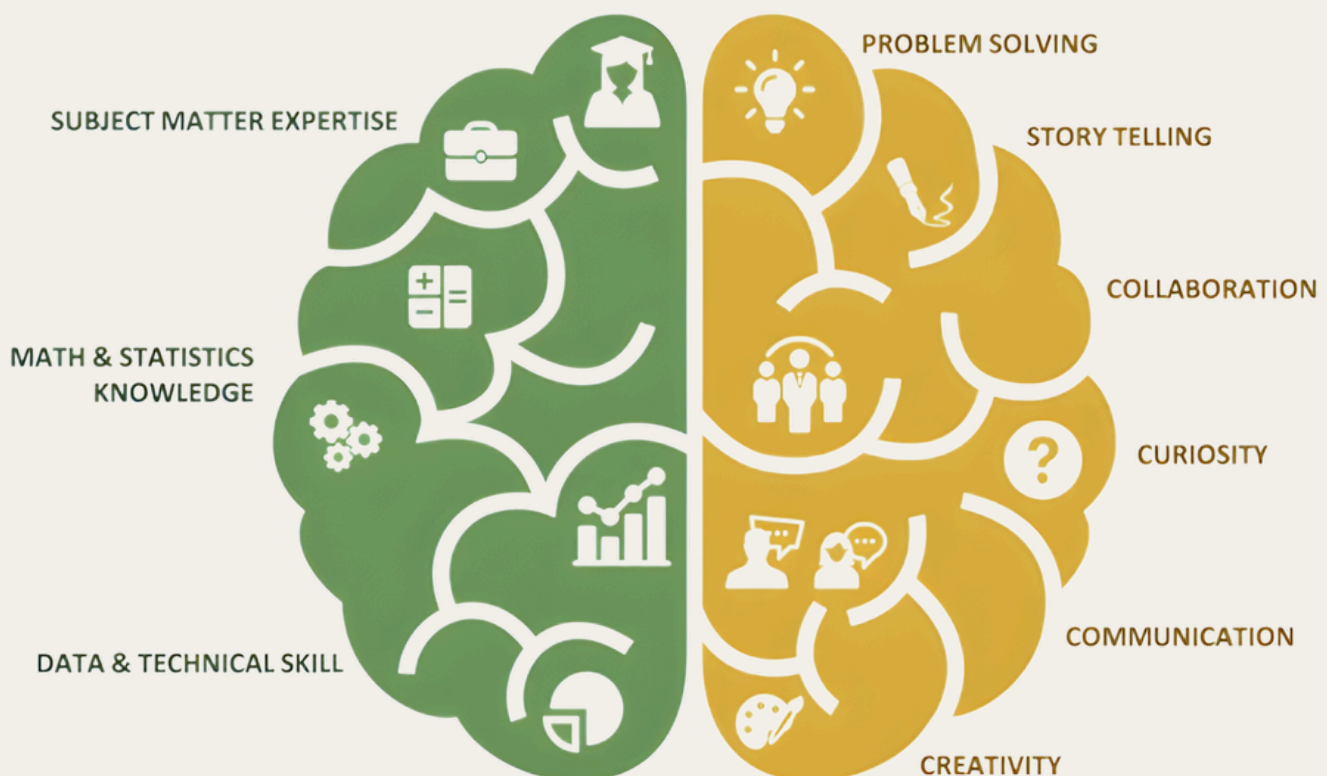 SUBJECT MATTER EXPERTISE
MATH & STATISTICS
KNOWLEDGE
DATA & TECHNICAL SKILL
PROBLEM SOLVING
STORY TELLING
COLLABORATION
CURIOSITY
COMMUNICATION
CREATIVITY